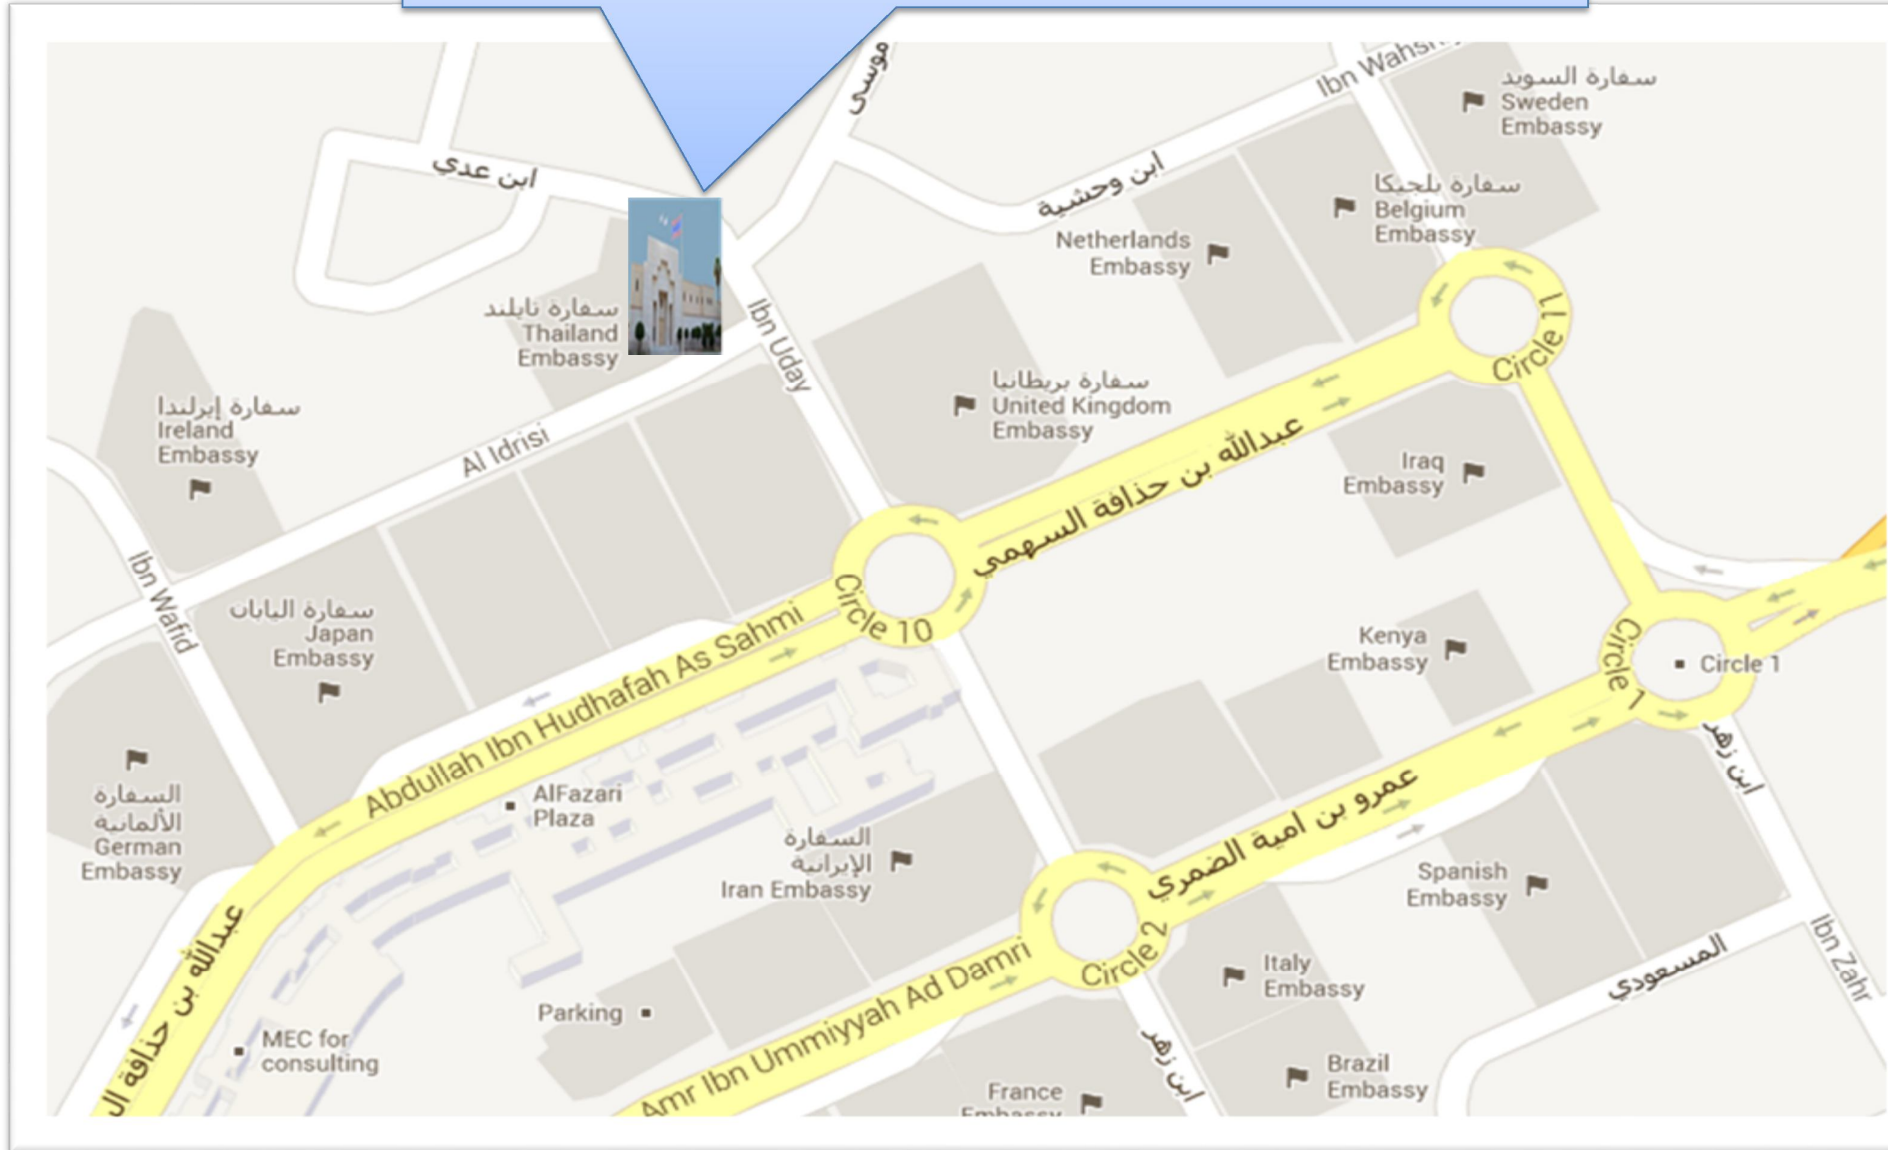 موسى
Ibn
سفارة السويد
Sweden
Embassy
ابن عدي
ابن وحشية
سفارة بلجيكا
Belgium
Embassy
Netherlands
Embassy
سفارة تايلند
Thailand
Embassy
Ibn Uday
Circle 11
سفارة بريطانيا
United Kingdom
Embassy
سفارة إيرلندا
Ireland
Embassy
Al Idrisi
عبدالله بن حذافة السهمي
Iraq
Embassy
Ibn Wafid
سفارة اليابان
Japan
Embassy
Circle 10
Abdullah Ibn Hudhafah As Sahmi
Kenya
Embassy
Circle 1
Circle 1
السفارة
الألمانية
German
Embassy
AlFazari
Plaza
السفارة
الإيرانية
Iran Embassy
عمرو بن امية الضمري
ابن زهر
Spanish
Embassy
Circle 2
عبدالله بن حذافة ال
Amr Ibn Ummiyyah Ad Damri
Italy
Embassy
المسعودي
Ibn Zahr
Parking
MEC for
consulting
ابن زهر
Brazil
Embassy
France
Embassy